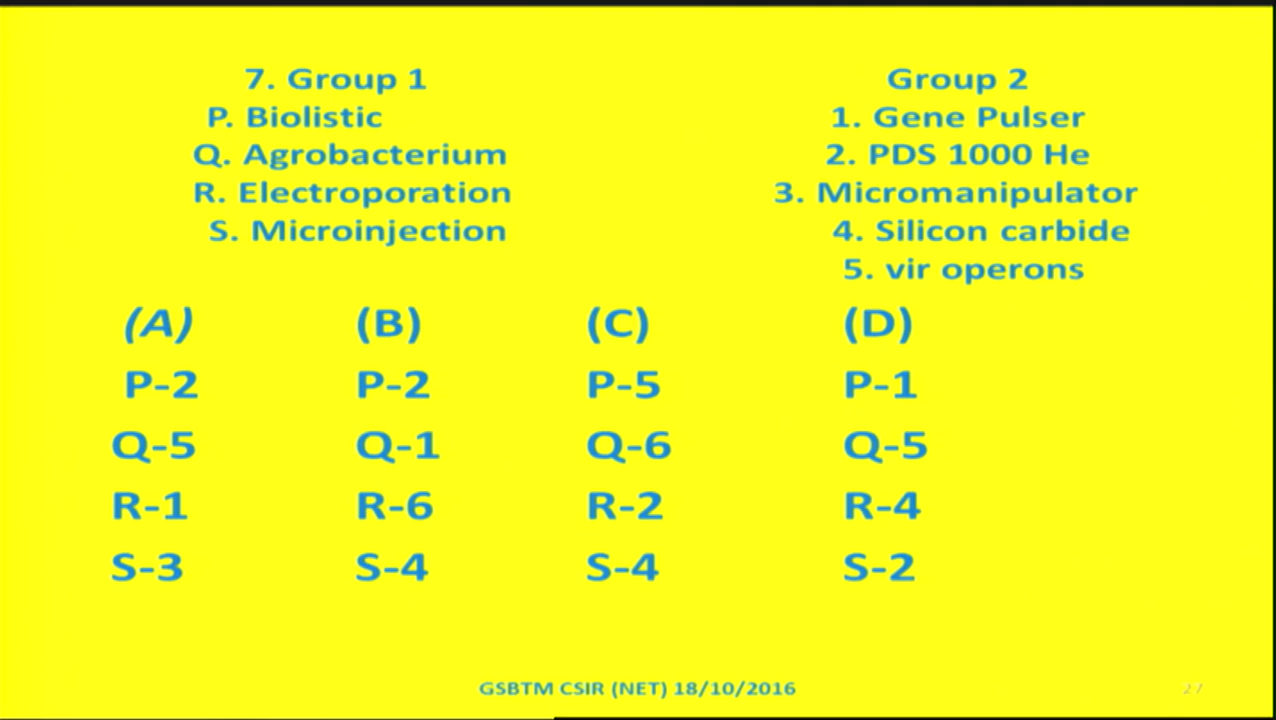 7. Group 1 Group 2
P. Biolistic 1. Gene Pulser
Q. Agrobacterium 2. PDS 1000 He
R. Electroporation 3. Micromanipulator
S. Microinjection 4. Silicon carbide
5. vir operons
(A) (B) (C) (D)
P-2 P-2 P-5 P-1
Q-5 Q-1 Q-6 Q-5
R-1 R-6 R-2 R-4
S-3 S-4 S-4 S-2
GSBTM CSIR (NET) 18/10/2016 27